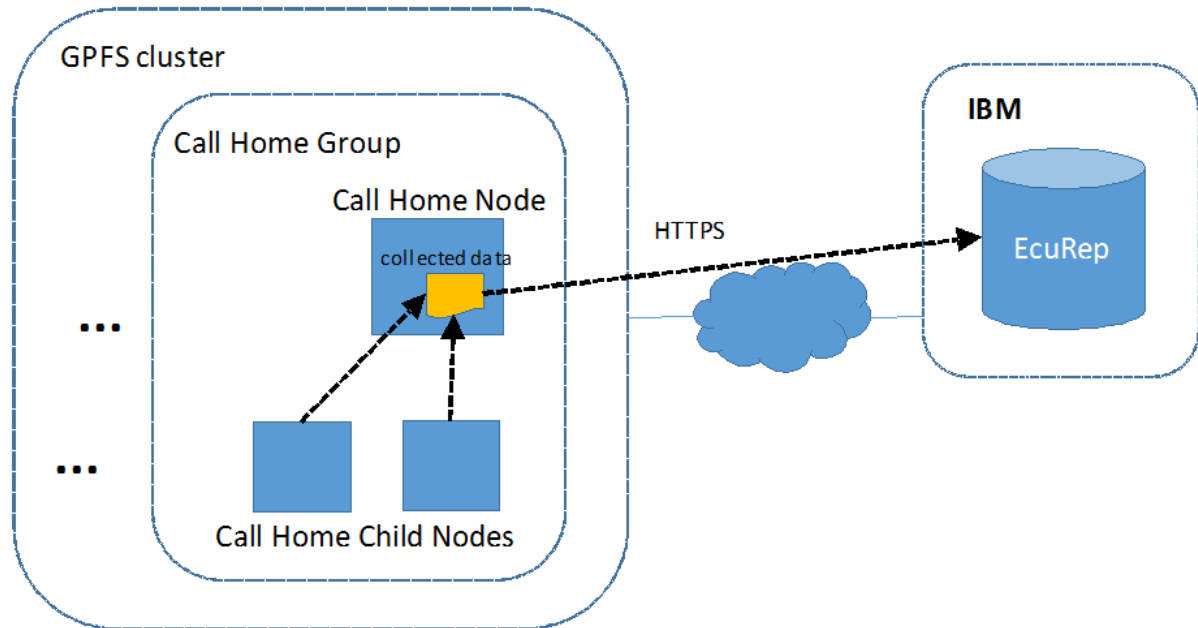 GPFS cluster
Call Home Group
Call Home Node
collected data
...
...
Call Home Child Nodes
HTTPS
IBM
EcuRep